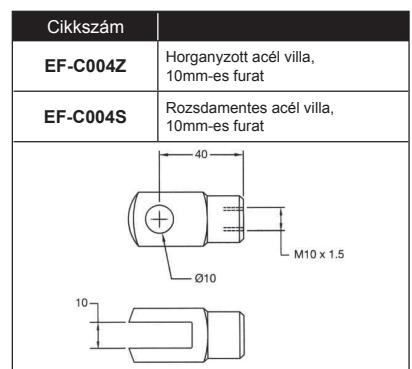 Cikkszám
EF-C004Z
Horganyzott acél villa,
10mm-es furat
EF-C004S
Rozsdamentes acél villa,
10mm-es furat
40
M10 x 1.5
Ø10
10